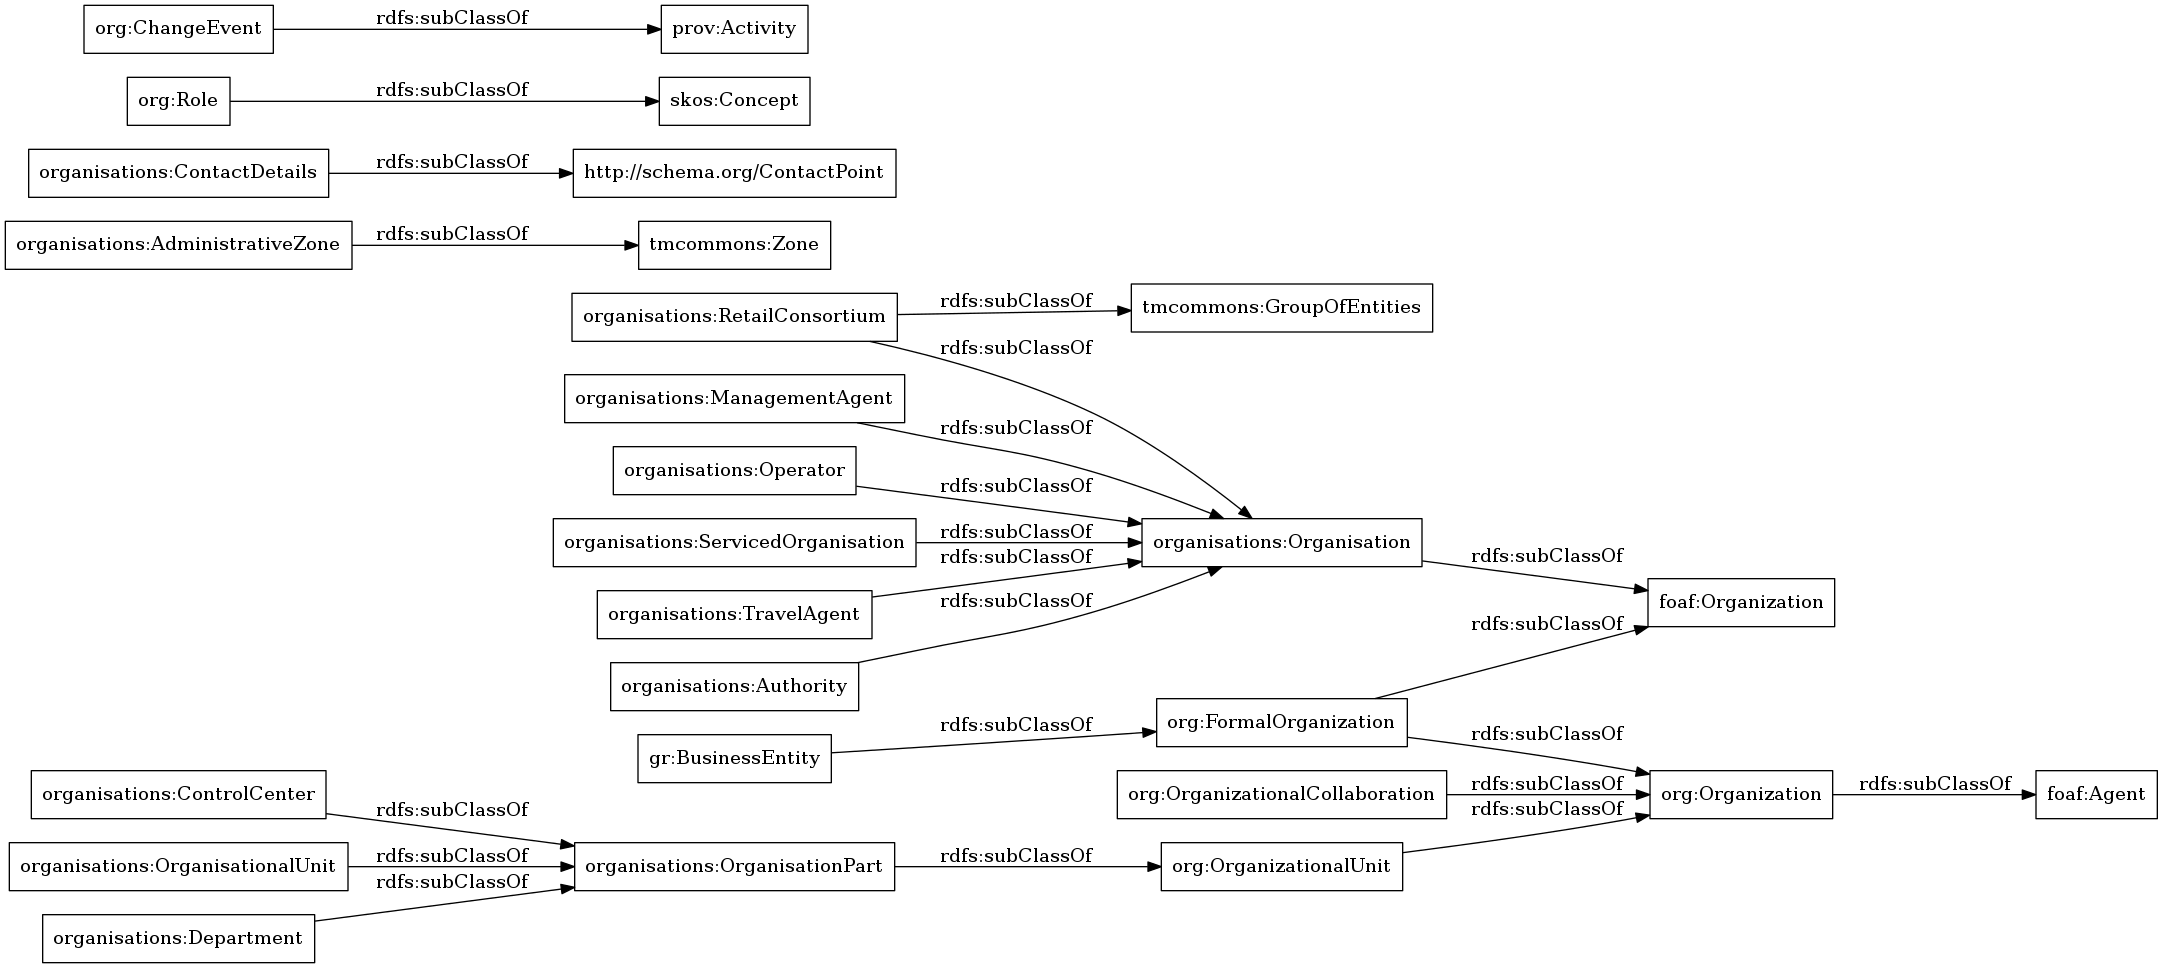 org:ChangeEvent
rdfs:subClassOf
prov:Activity
org:Role
rdfs:subClassOf
skos:Concept
organisations:ContactDetails
rdfs:subClassOf
http://schema.org/ContactPoint
organisations:AdministrativeZone
rdfs:subClassOf
tmcommons:Zone
organisations:RetailConsortium
rdfs:subClassOf
tmcommons:GroupOfEntities
rdfs:subClassOf
organisations:ManagementAgent
rdfs:subClassOf
organisations:Operator
rdfs:subClassOf
organisations:ServicedOrganisation
rdfs:subClassOf
organisations:Organisation
rdfs:subClassOf
rdfs:subClassOf
foaf:Organization
organisations:TravelAgent
rdfs:subClassOf
rdfs:subClassOf
organisations:Authority
gr:BusinessEntity
rdfs:subClassOf
org:FormalOrganization
rdfs:subClassOf
organisations:ControlCenter
rdfs:subClassOf
org:OrganizationalCollaboration
rdfs:subClassOf
org:Organization
rdfs:subClassOf
foaf:Agent
rdfs:subClassOf
organisations:OrganisationalUnit
rdfs:subClassOf
organisations:OrganisationPart
rdfs:subClassOf
org:OrganizationalUnit
rdfs:subClassOf
organisations:Department